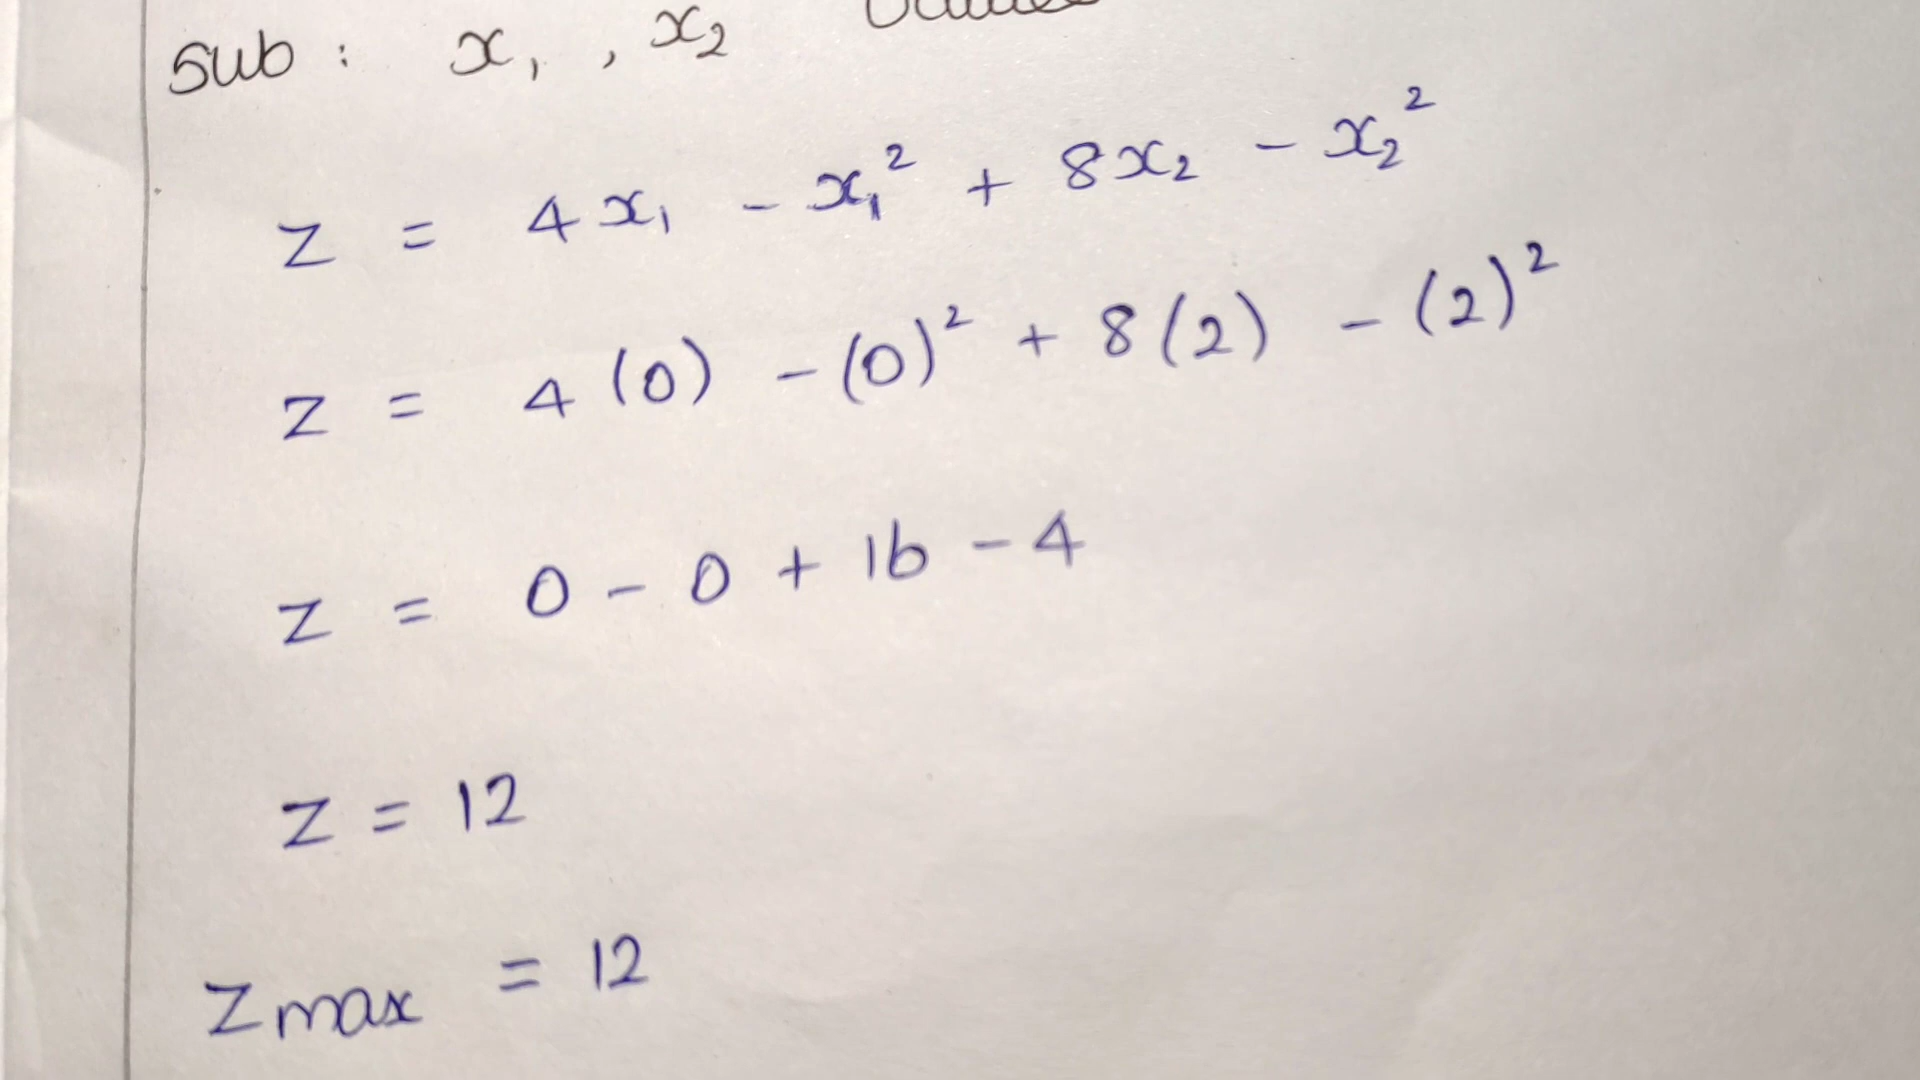 Sub : x₁ , x₂
z = 4x₁ - x₁² + 8x₂ - x₂²
z = 4(0) - (0)² + 8(2) - (2)²
z = 0 - 0 + 16 - 4
z = 12
zmax = 12